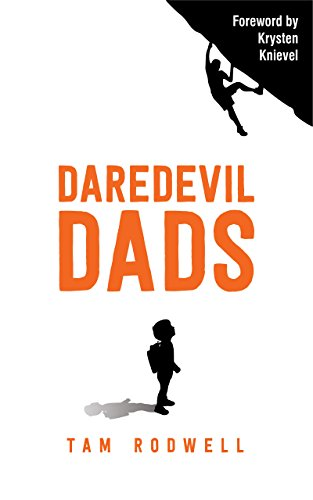 Foreword by
Krysten
Knievel
DAREDEVIL
DADS
TAM RODWELL